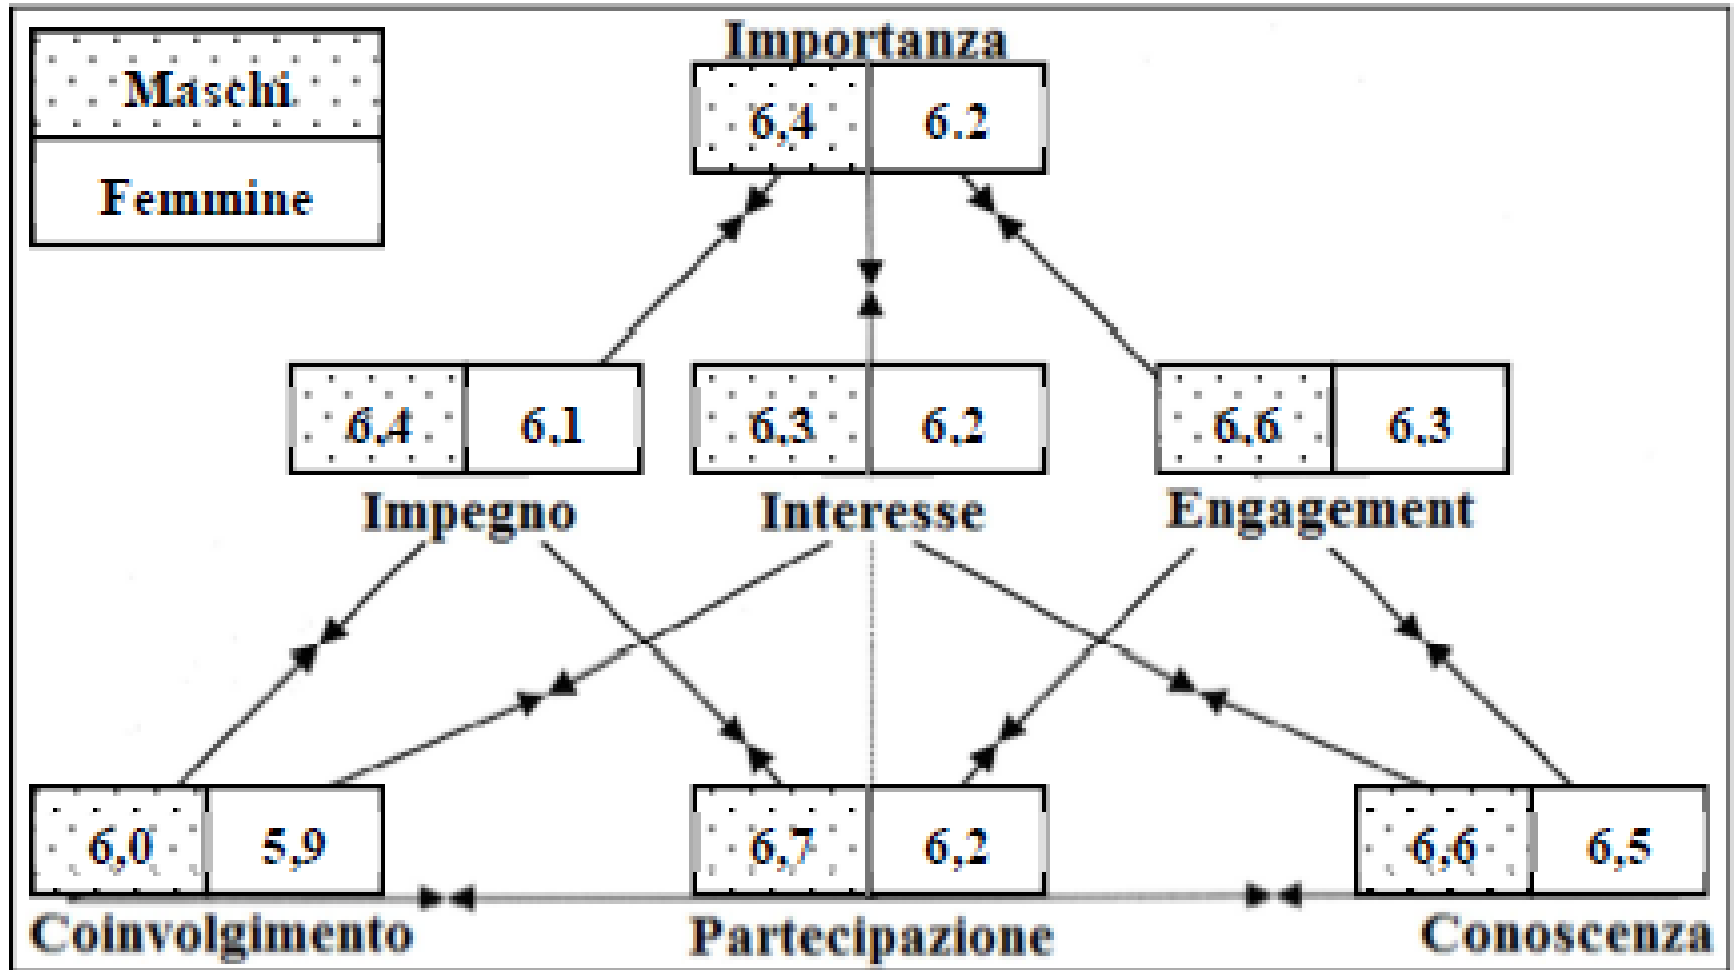 Importanza
Maschi
6,4 6.2
Femmine
6,4 6,1 6,3 6,2 6,6 6,3
Impegno Interesse Engagement
6,0 5,9 6,7 6,2 6,6 6,5
Coinvolgimento Partecipazione Conoscenza